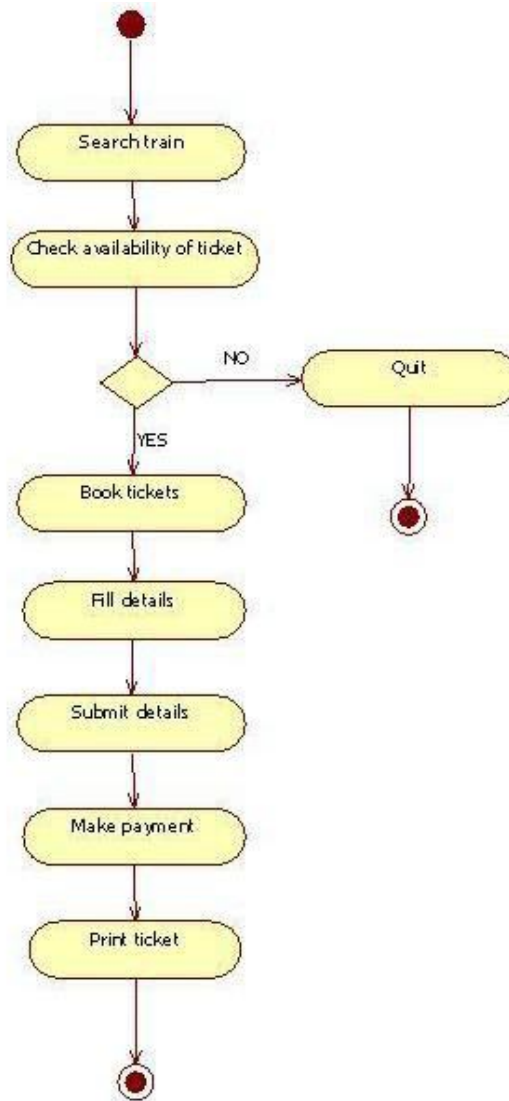 Search train
Check availability of ticket
NO
Quit
YES
Book tickets
Fill details
Submit details
Make payment
Print ticket